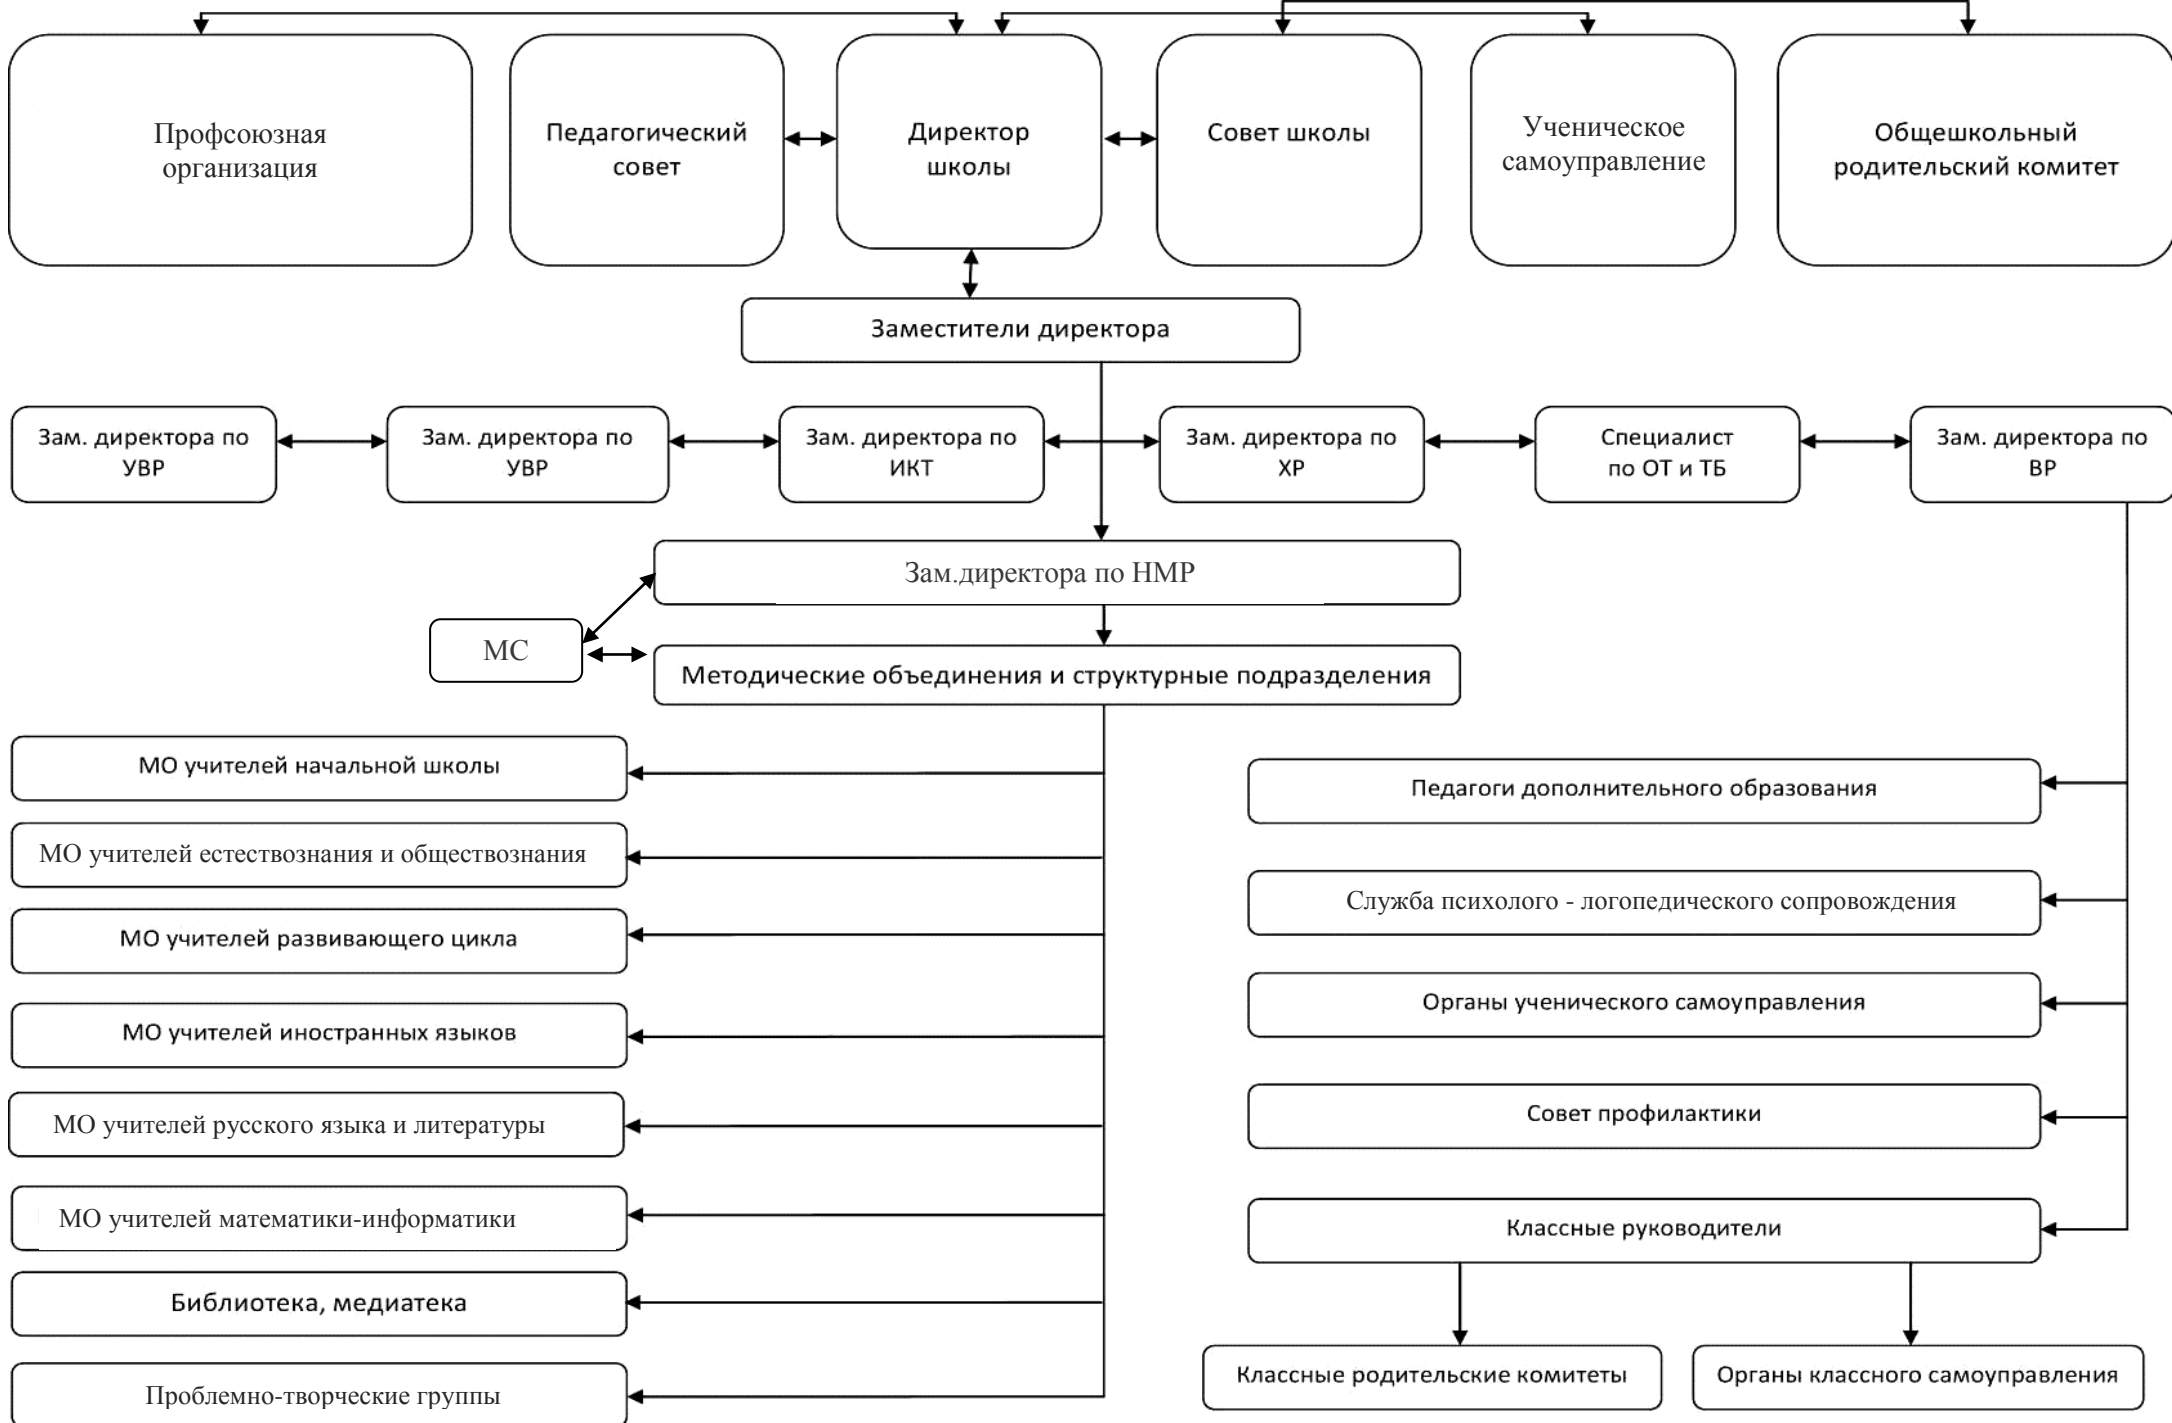 Профсоюзная
организация
Педагогический
совет
Директор
школы
Совет школы
Ученическое
самоуправление
Общешкольный
родительский комитет
Заместители директора
Зам. директора по
УВР
Зам. директора по
УВР
Зам. директора по
ИКТ
Зам. директора по
ХР
Специалист
по ОТ и ТБ
Зам. директора по
ВР
Зам.директора по НМР
МС
Методические объединения и структурные подразделения
МО учителей начальной школы
МО учителей естествознания и обществознания
МО учителей развивающего цикла
МО учителей иностранных языков
МО учителей русского языка и литературы
МО учителей математики-информатики
Библиотека, медиатека
Проблемно-творческие группы
Педагоги дополнительного образования
Служба психолого - логопедического сопровождения
Органы ученического самоуправления
Совет профилактики
Классные руководители
Классные родительские комитеты
Органы классного самоуправления